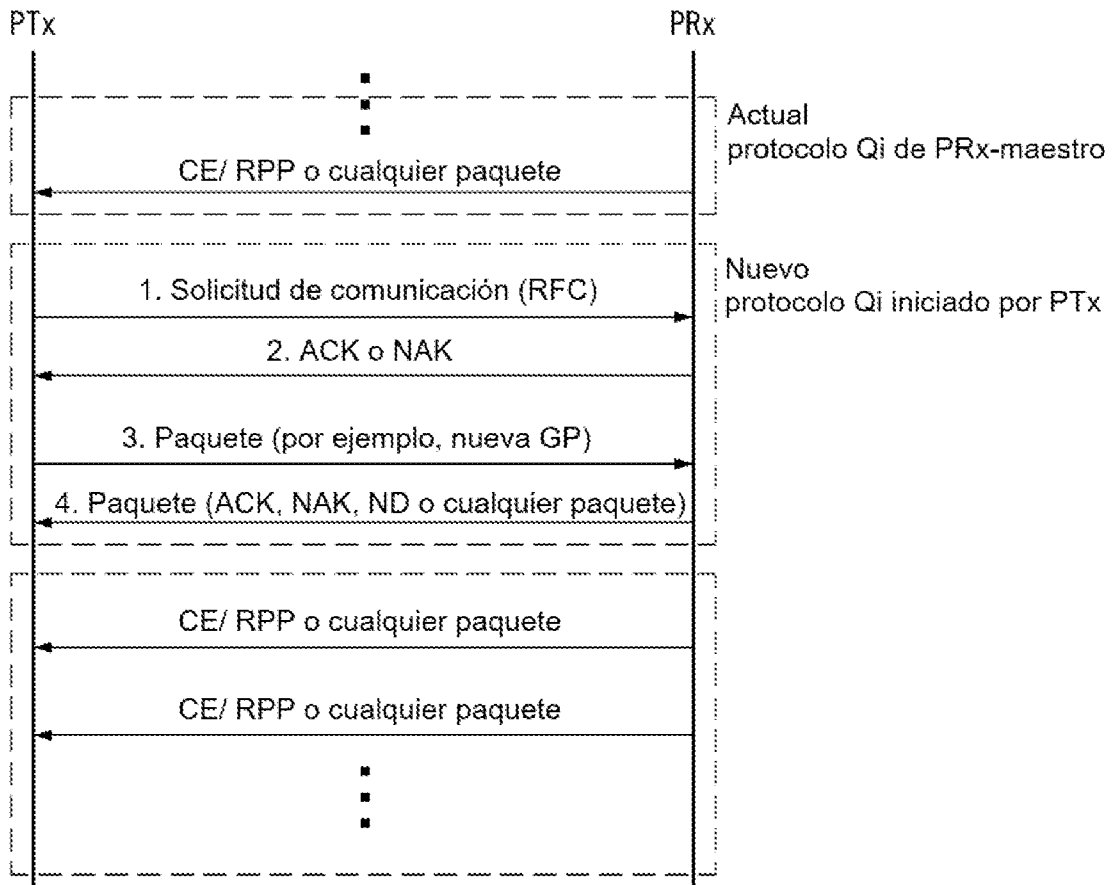 PTx
PRx
Actual
protocolo Qi de PRx-maestro
CE/ RPP o cualquier paquete
Nuevo
protocolo Qi iniciado por PTx
1. Solicitud de comunicación (RFC)
2. ACK o NAK
3. Paquete (por ejemplo, nueva GP)
4. Paquete (ACK, NAK, ND o cualquier paquete)
CE/ RPP o cualquier paquete
CE/ RPP o cualquier paquete